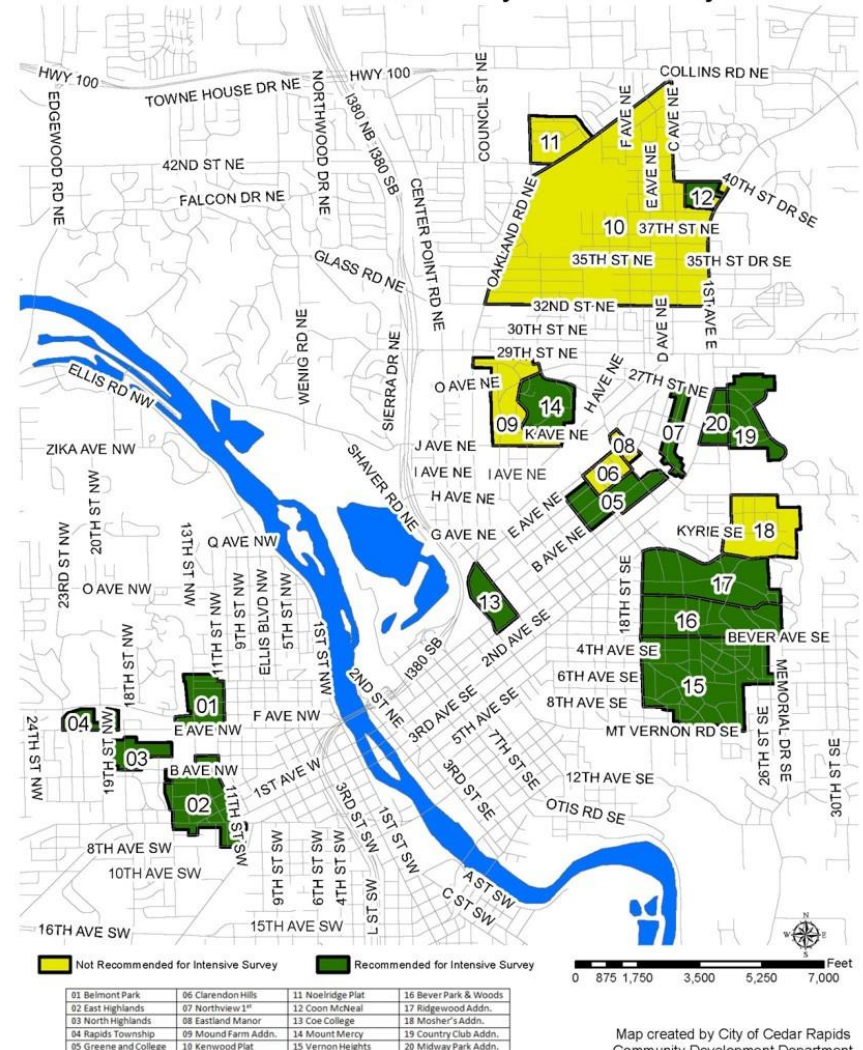 HWY 100
HWY 100
COLLINS RD NE
TOWNE HOUSE DR NE
EDGEWOOD RD NE
NORTHWOOD DR NE
I380 NB
I380 SB
COUNCIL ST NE
F AVE NE
C AVE NE
E AVE NE
11
42ND ST NE
FALCON DR NE
CENTER POINT RD NE
OAKLAND RD NE
12
40TH ST DR SE
10
37TH ST NE
GLASS RD NE
35TH ST NE
35TH ST DR SE
1ST AVE E
32ND ST NE
30TH ST NE
D AVE NE
29TH ST NE
WENIG RD NE
SIERRA DR NE
ELLIS RD NW
O AVE NE
H AVE NE
27TH ST NE
14
09
K AVE NE
07
20
19
08
ZIKA AVE NW
J AVE NE
I AVE NE
I AVE NE
06
SHAVER RD NE
H AVE NE
05
20TH ST NW
23RD ST NW
G AVE NE
E AVE NE
B AVE NE
KYRIE SE
18
Q AVE NW
13TH ST NW
O AVE NW
11TH ST NW
9TH ST NW
ELLIS BLVD NW
5TH ST NW
1ST ST NW
13
18TH ST SE
17
16
I380 SB
2ND AVE SE
BEVER AVE SE
4TH AVE SE
18TH ST NW
2ND ST NE
6TH AVE SE
15
MEMORIAL DR SE
01
04
F AVE NW
3RD AVE SE
5TH AVE SE
8TH AVE SE
E AVE NW
MT VERNON RD SE
24TH ST NW
19TH ST NW
03
7TH ST SE
26TH ST SE
30TH ST SE
B AVE NW
1ST AVE W
3RD ST SE
12TH AVE SE
02
11TH ST SW
3RD ST SW
1ST ST SW
OTIS RD SE
8TH AVE SW
10TH AVE SW
9TH ST SW
6TH ST SW
4TH ST SW
L ST SW
A ST SW
C ST SW
16TH AVE SW
15TH AVE SW
N
W E
S
Not Recommended for Intensive Survey
Recommended for Intensive Survey
Feet
0 875 1,750 3,500 5,250 7,000
01 Belmont Park 06 Clarendon Hills 11 Noelridge Plat 16 Bever Park & Woods
02 East Highlands 07 Northview 1st 12 Coon McNeal 17 Ridgewood Addn.
03 North Highlands 08 Eastland Manor 13 Coe College 18 Mosher's Addn.
04 Rapids Township 09 Mound Farm Addn. 14 Mount Mercy 19 Country Club Addn.
05 Greene and College 10 Kenwood Plat 15 Vernon Heights 20 Midway Park Addn.
Map created by City of Cedar Rapids
Community Development Department